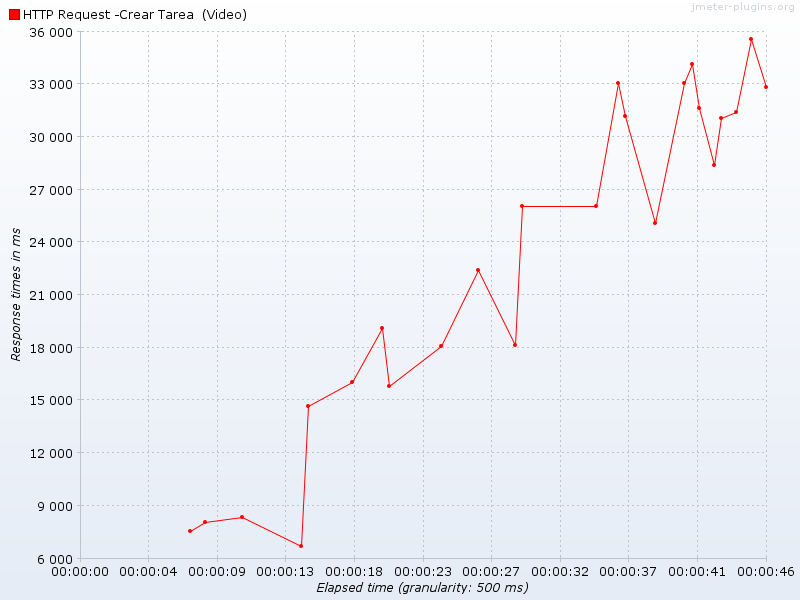 jmeter-plugins.org
HTTP Request -Crear Tarea (Video)
36 000
33 000
30 000
27 000
24 000
21 000
18 000
15 000
12 000
9 000
6 000
Response times in ms
00:00:00 00:00:04 00:00:09 00:00:13 00:00:18 00:00:23 00:00:27 00:00:32 00:00:37 00:00:41 00:00:46
Elapsed time (granularity: 500 ms)